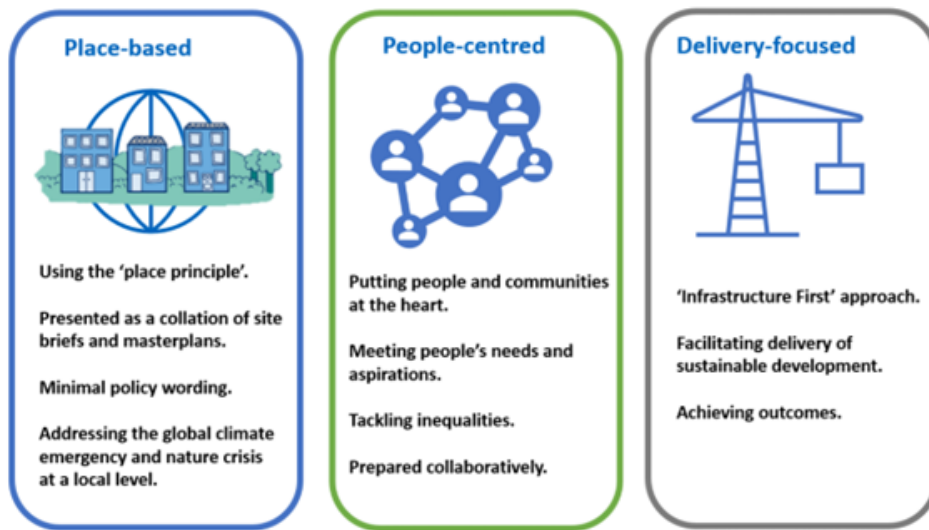 Place-based
Using the ‘place principle’.
Presented as a collation of site
briefs and masterplans.
Minimal policy wording.
Addressing the global climate
emergency and nature crisis
at a local level.
People-centred
Putting people and communities
at the heart.
Meeting people’s needs and
aspirations.
Tackling inequalities.
Prepared collaboratively.
Delivery-focused
‘Infrastructure First’ approach.
Facilitating delivery of
sustainable development.
Achieving outcomes.